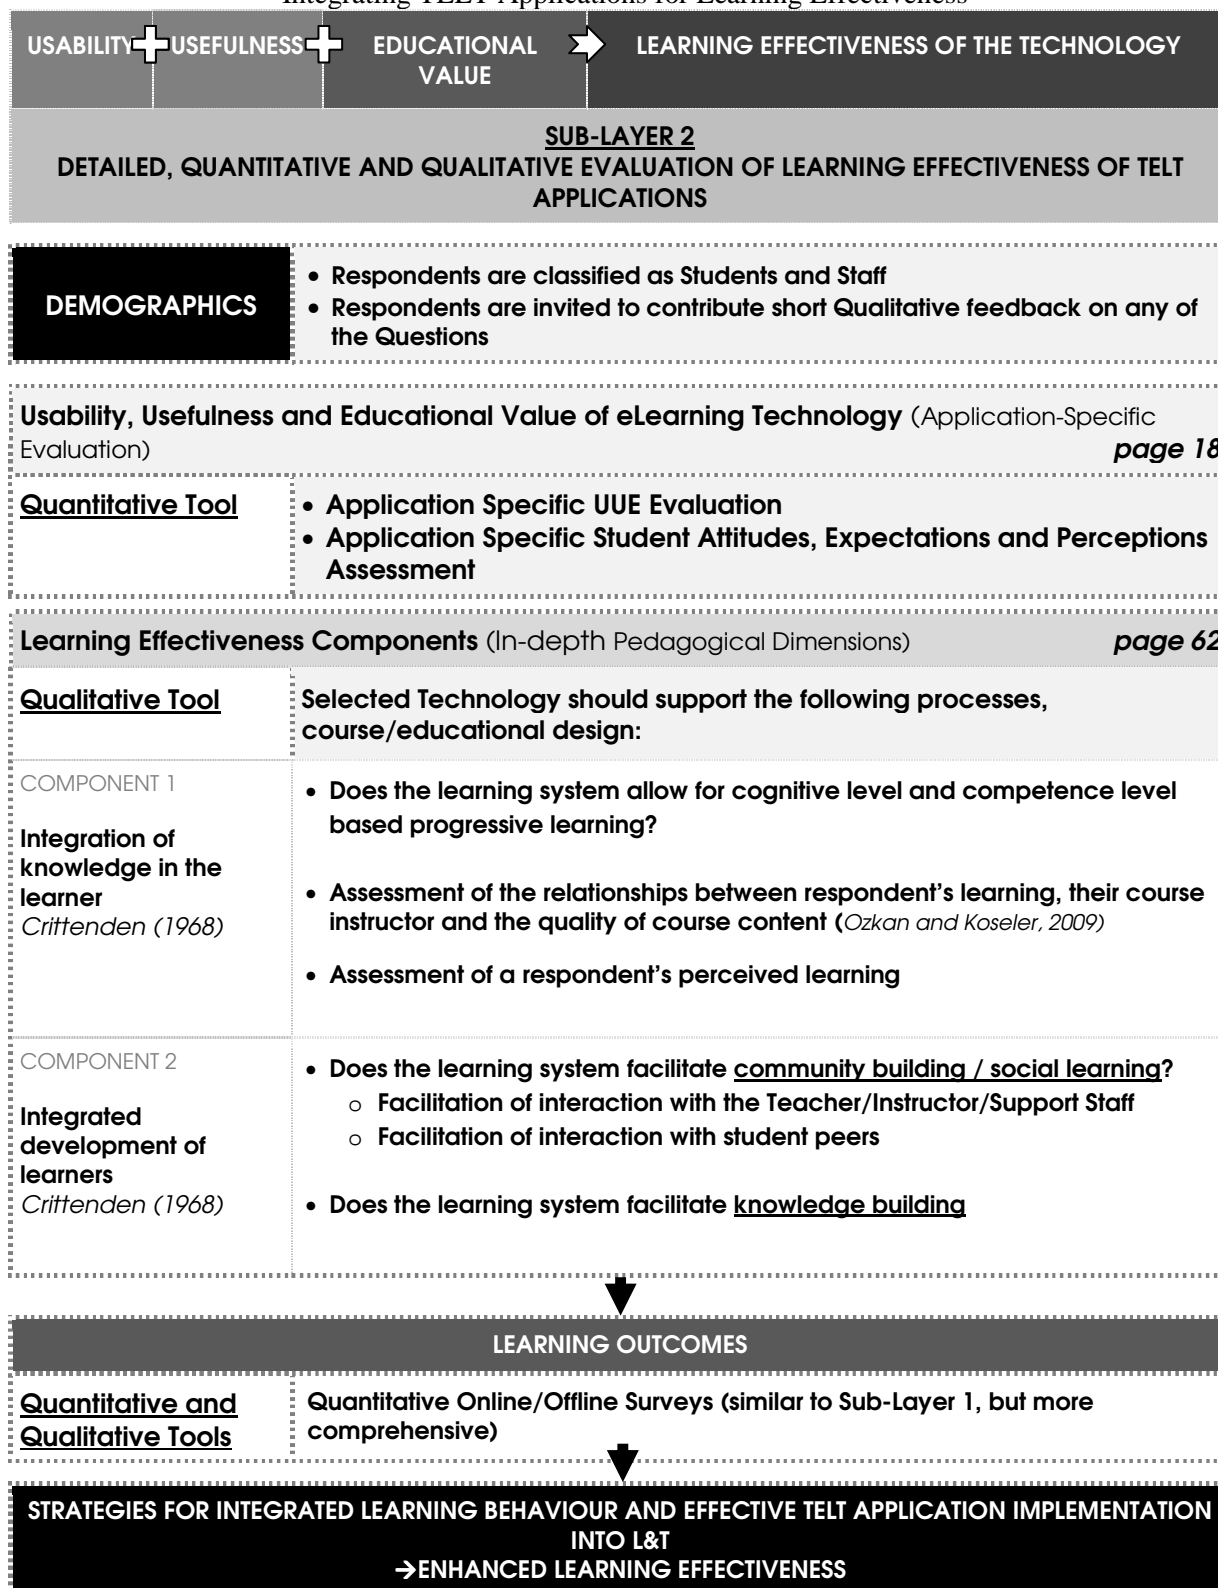 Integrating TELT Applications for Learning Effectiveness
USABILITY
USEFULNESS
EDUCATIONAL
VALUE
LEARNING EFFECTIVENESS OF THE TECHNOLOGY
SUB-LAYER 2
DETAILED, QUANTITATIVE AND QUALITATIVE EVALUATION OF LEARNING EFFECTIVENESS OF TELT
APPLICATIONS
DEMOGRAPHICS
• Respondents are classified as Students and Staff
• Respondents are invited to contribute short Qualitative feedback on any of
the Questions
Usability, Usefulness and Educational Value of eLearning Technology (Application-Specific
Evaluation) page 18
Quantitative Tool
• Application Specific UUE Evaluation
• Application Specific Student Attitudes, Expectations and Perceptions
Assessment
Learning Effectiveness Components (In-depth Pedagogical Dimensions) page 62
Qualitative Tool
Selected Technology should support the following processes,
course/educational design:
COMPONENT 1
Integration of
knowledge in the
learner
Crittenden (1968)
• Does the learning system allow for cognitive level and competence level
based progressive learning?
• Assessment of the relationships between respondent's learning, their course
instructor and the quality of course content (Ozkan and Koseler, 2009)
• Assessment of a respondent's perceived learning
COMPONENT 2
Integrated
development of
learners
Crittenden (1968)
• Does the learning system facilitate community building / social learning?
o Facilitation of interaction with the Teacher/Instructor/Support Staff
o Facilitation of interaction with student peers
• Does the learning system facilitate knowledge building
LEARNING OUTCOMES
Quantitative and
Qualitative Tools
Quantitative Online/Offline Surveys (similar to Sub-Layer 1, but more
comprehensive)
STRATEGIES FOR INTEGRATED LEARNING BEHAVIOUR AND EFFECTIVE TELT APPLICATION IMPLEMENTATION
INTO L&T
→ENHANCED LEARNING EFFECTIVENESS